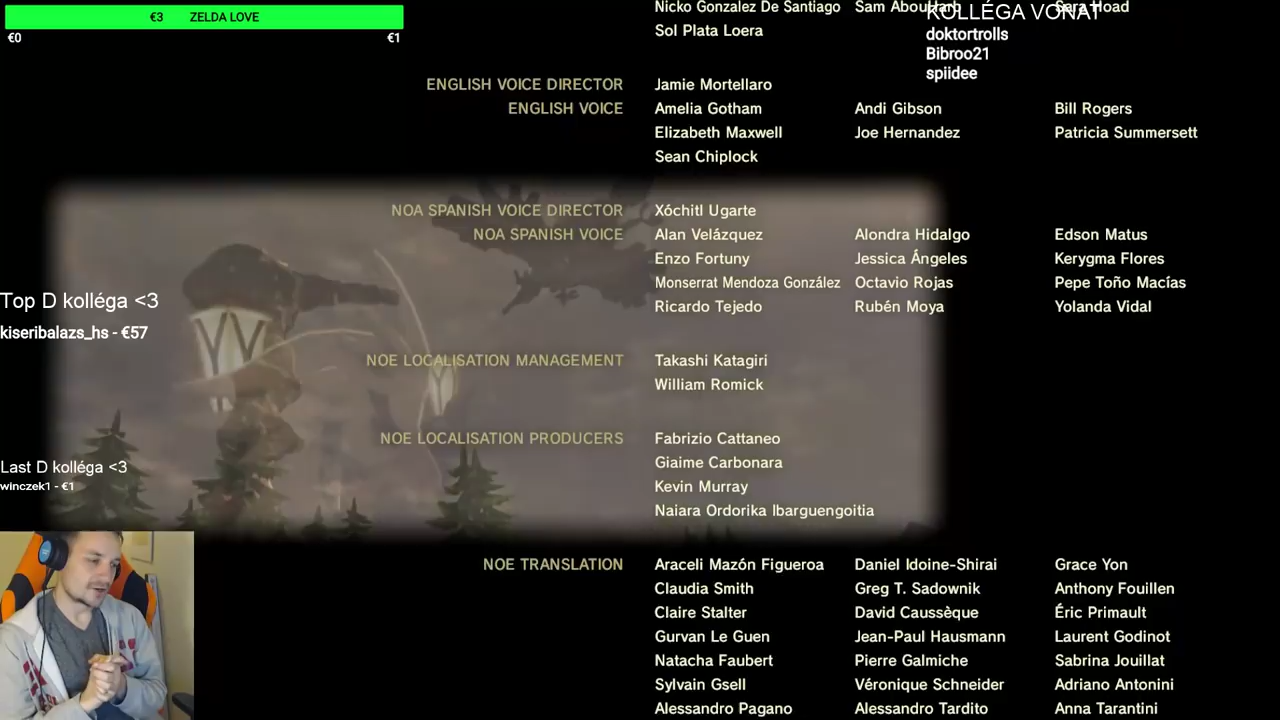 €3 ZELDA LOVE
€0 €1
Nicko Gonzalez De Santiago Sam Sara Hoad
KOLLÉGA VONAT
Sol Plata Loera
doktortrolls
Bibroo21
spiidee
ENGLISH VOICE DIRECTOR Jamie Mortellaro
ENGLISH VOICE Amelia Gotham Andi Gibson Bill Rogers
Elizabeth Maxwell Joe Hernandez Patricia Summersett
Sean Chiplock
NOA SPANISH VOICE DIRECTOR Xóchitl Ugarte
NOA SPANISH VOICE Alan Velázquez Alondra Hidalgo Edson Matus
Enzo Fortuny Jessica Ángeles Kerygma Flores
Monserrat Mendoza González Octavio Rojas Pepe Toño Macías
Ricardo Tejedo Rubén Moya Yolanda Vidal
Top D kolléga <3
kiseribalazs_hs - €57
NOE LOCALISATION MANAGEMENT Takashi Katagiri
William Romick
NOE LOCALISATION PRODUCERS Fabrizio Cattaneo
Giaime Carbonara
Kevin Murray
Naiara Ordorika Ibarguengoitia
Last D kolléga <3
winczek1 - €1
NOE TRANSLATION Araceli Mazón Figueroa Daniel Idoine-Shirai Grace Yon
Claudia Smith Greg T. Sadownik Anthony Fouillen
Claire Stalter David Caussèque Éric Primault
Gurvan Le Guen Jean-Paul Hausmann Laurent Godinot
Natacha Faubert Pierre Galmiche Sabrina Jouillat
Sylvain Gsell Véronique Schneider Adriano Antonini
Alessandro Pagano Alessandro Tardito Anna Tarantini